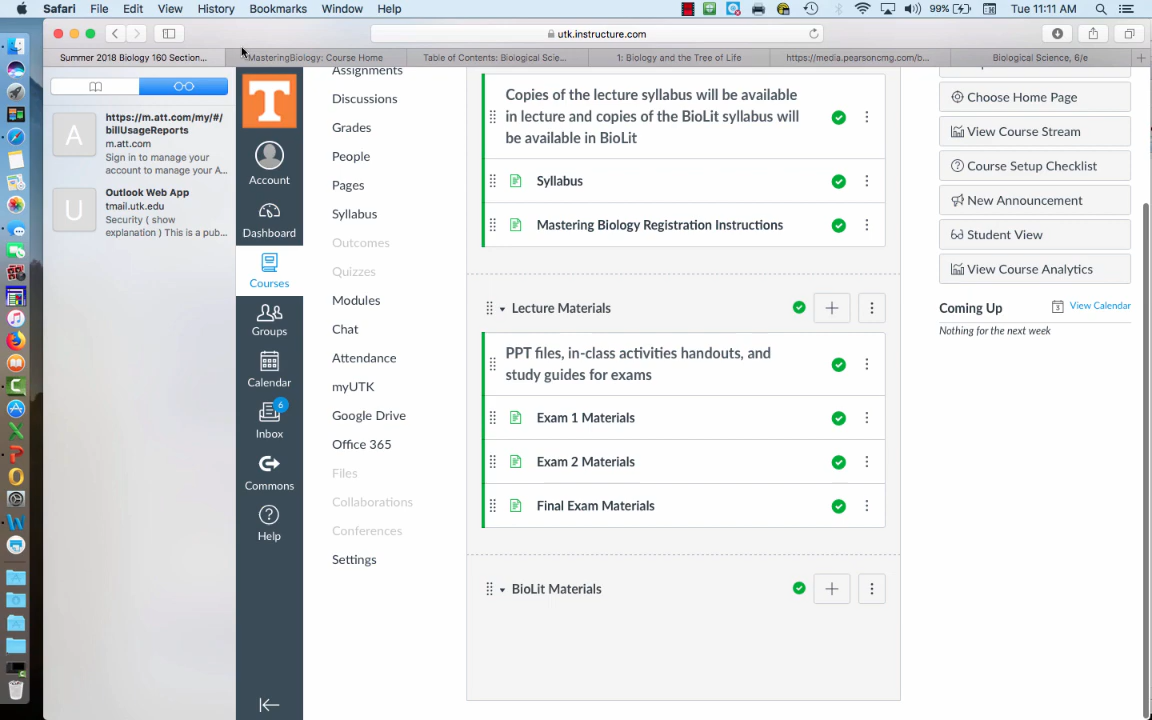 Safari File Edit View History Bookmarks Window Help 99% Tue 11:11 AM
utk.instructure.com
Summer 2018 Biology 160 Section... MasteringBiology: Course Home Table of Contents: Biological Scie... 1: Biology and the Tree of Life https://media.pearsoncmg.com/b... Biological Science, 6/e
A
https://m.att.com/my/#/
billUsageReports
m.att.com
Sign in to manage your
account to manage your A...
U
Outlook Web App
tmail.utk.edu
Security ( show
explanation ) This is a pub...
T
Account
Dashboard
Courses
Groups
Calendar
6
Inbox
Commons
Help
Assignments
Discussions
Grades
People
Pages
Syllabus
Outcomes
Quizzes
Modules
Chat
Attendance
myUTK
Google Drive
Office 365
Files
Collaborations
Conferences
Settings
Copies of the lecture syllabus will be available
in lecture and copies of the BioLit syllabus will
be available in BioLit
Syllabus
Mastering Biology Registration Instructions
Lecture Materials
PPT files, in-class activities handouts, and
study guides for exams
Exam 1 Materials
Exam 2 Materials
Final Exam Materials
BioLit Materials
Choose Home Page
View Course Stream
Course Setup Checklist
New Announcement
Student View
View Course Analytics
Coming Up View Calendar
Nothing for the next week